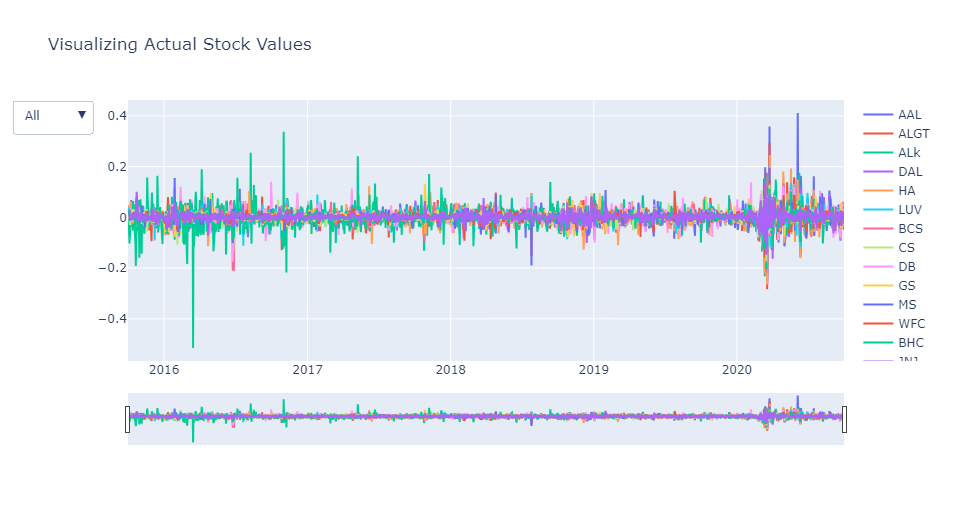 Visualizing Actual Stock Values
All ▼
0.4
0.2
0
−0.2
−0.4
2016 2017 2018 2019 2020
AAL
ALGT
ALk
DAL
HA
LUV
BCS
CS
DB
GS
MS
WFC
BHC
JNJ